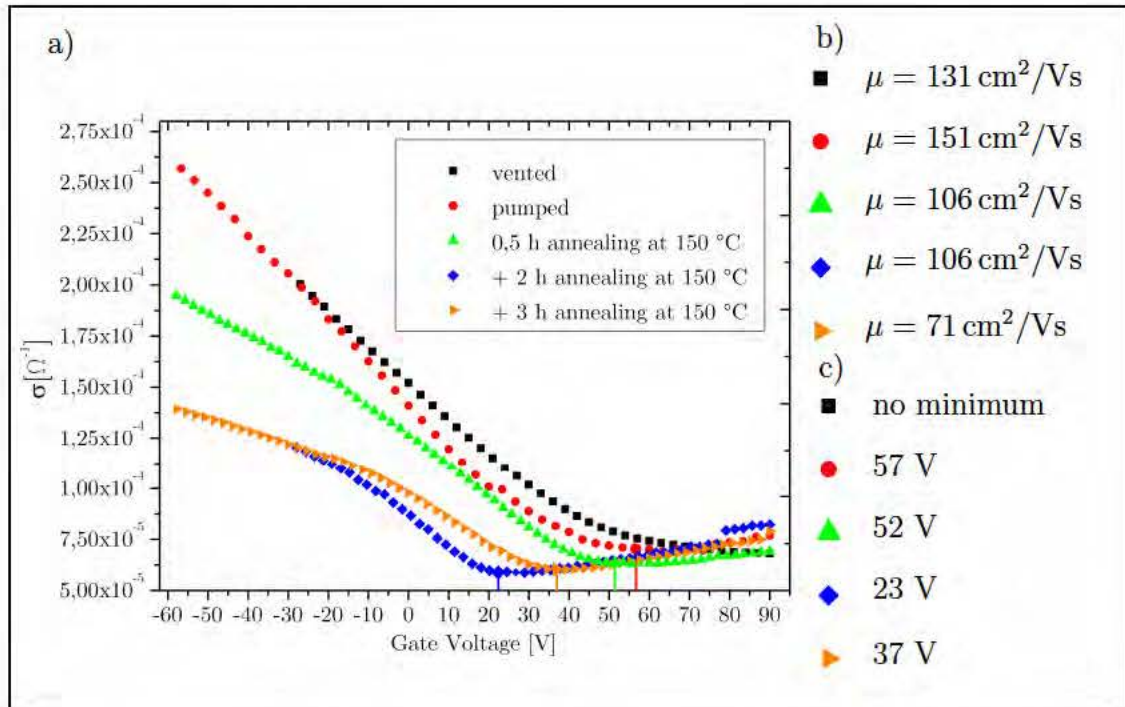 a)
2,75x10⁻⁴
2,50x10⁻⁴
2,25x10⁻⁴
2,00x10⁻⁴
1,75x10⁻⁴
1,50x10⁻⁴
1,25x10⁻⁴
1,00x10⁻⁴
7,50x10⁻⁵
5,00x10⁻⁵
σ[Ω⁻¹]
-60 -50 -40 -30 -20 -10 0 10 20 30 40 50 60 70 80 90
Gate Voltage [V]
vented
pumped
0,5 h annealing at 150 °C
+ 2 h annealing at 150 °C
+ 3 h annealing at 150 °C
b)
μ = 131 cm²/Vs
μ = 151 cm²/Vs
μ = 106 cm²/Vs
μ = 106 cm²/Vs
μ = 71 cm²/Vs
c)
no minimum
57 V
52 V
23 V
37 V